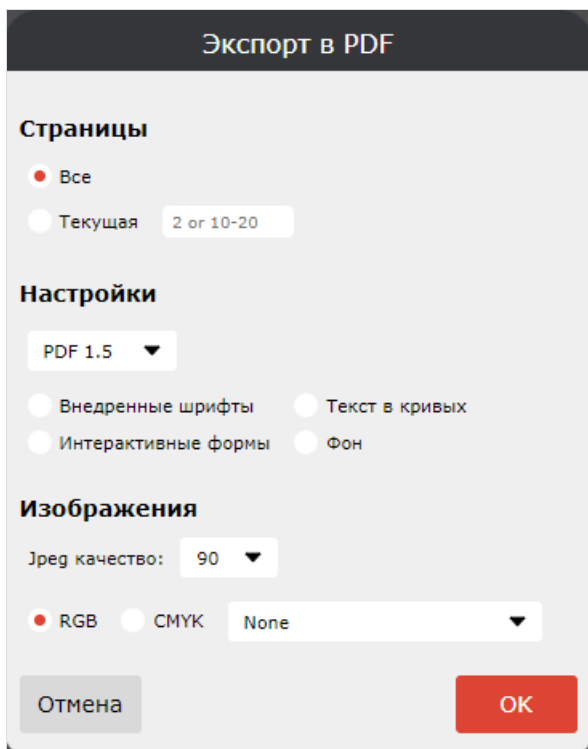 Экспорт в PDF
Страницы
Все
Текущая 2 or 10-20
Настройки
PDF 1.5
Внедренные шрифты Текст в кривых
Интерактивные формы Фон
Изображения
Jpeg качество: 90
RGB CMYK None
Отмена OK